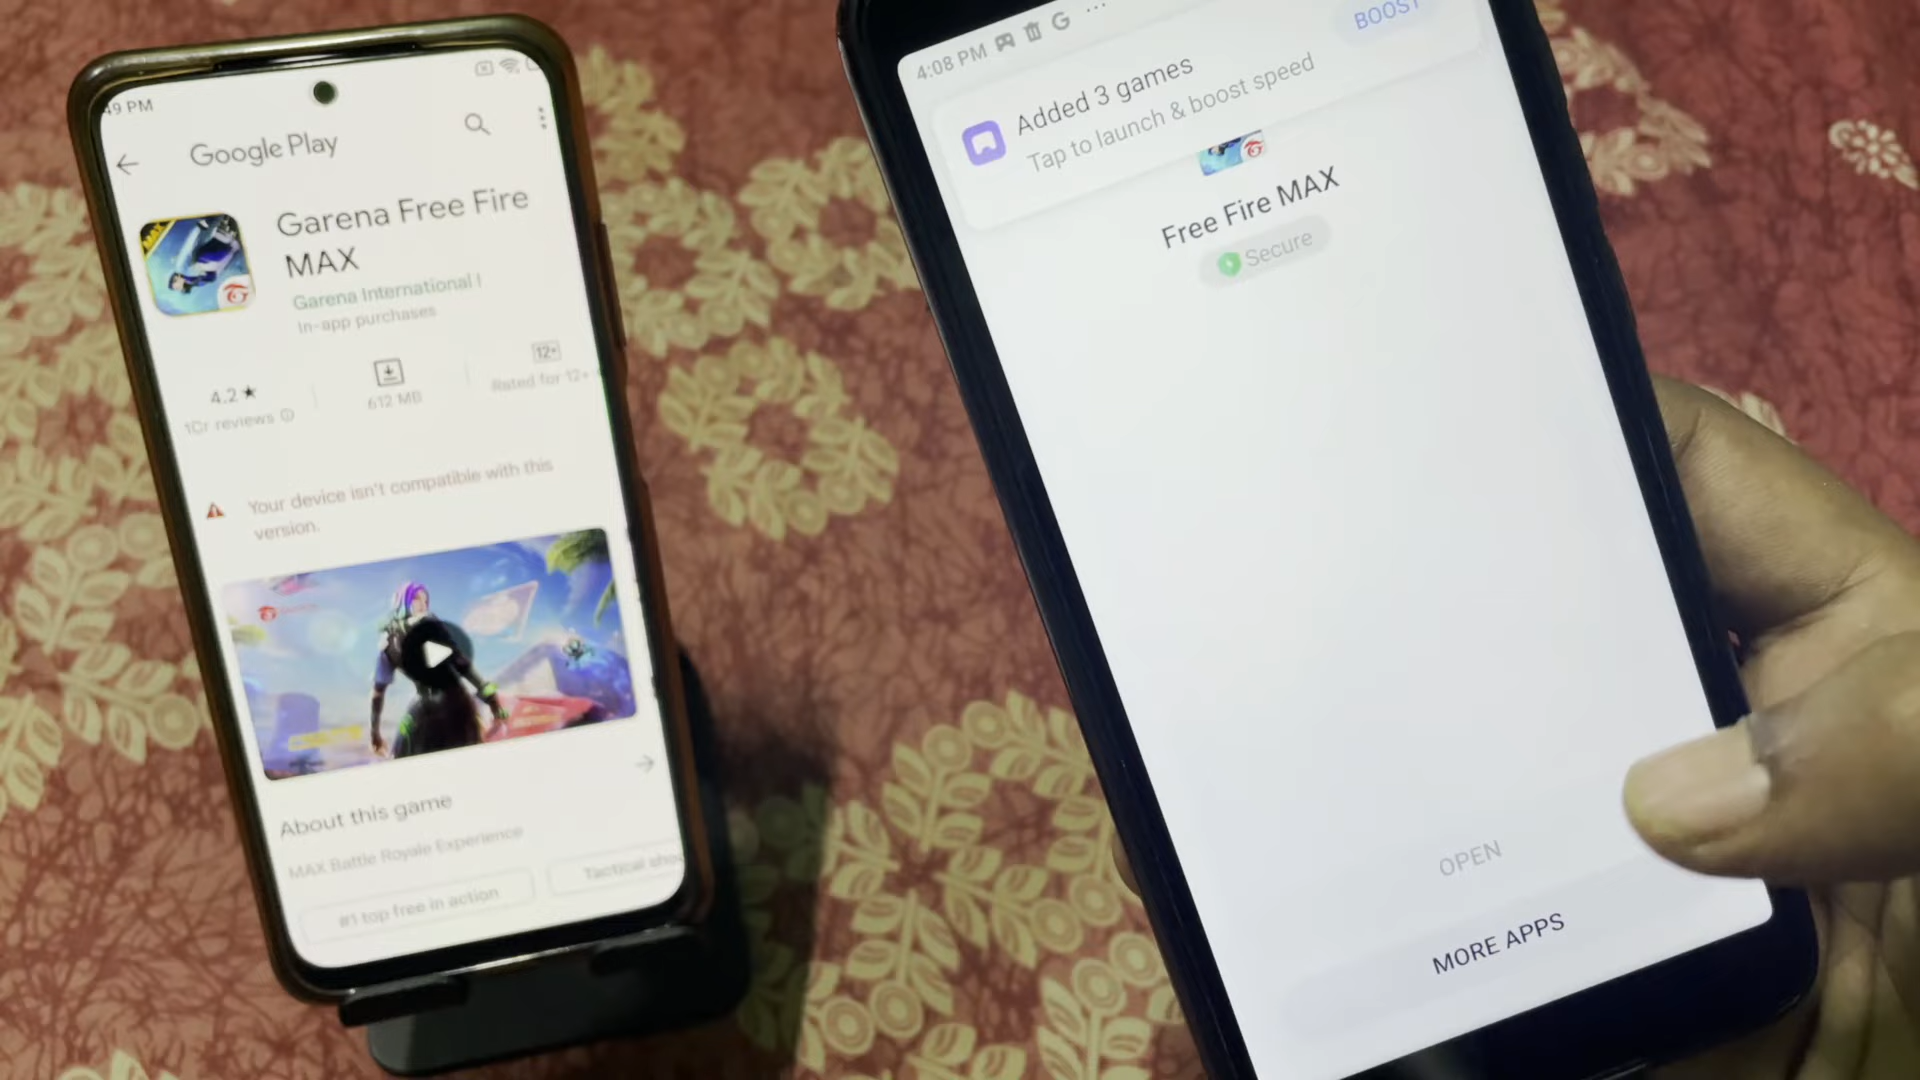 49 PM
Google Play
Garena Free Fire
MAX
Garena International I
In-app purchases
4.2★
1Cr reviews
612 MB
12+
Rated for 12+
Your device isn't compatible with this
version.
About this game
MAX Battle Royale Experience
#1 top free in action
Tactical shoo
4:08 PM
G
...
BOOST
Added 3 games
Tap to launch & boost speed
Free Fire MAX
Secure
OPEN
MORE APPS